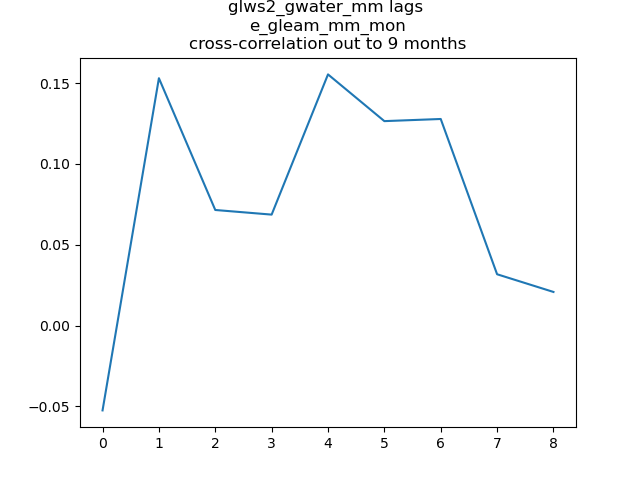 glws2_gwater_mm lags
e_gleam_mm_mon
cross-correlation out to 9 months
0.15
0.10
0.05
0.00
−0.05
0 1 2 3 4 5 6 7 8